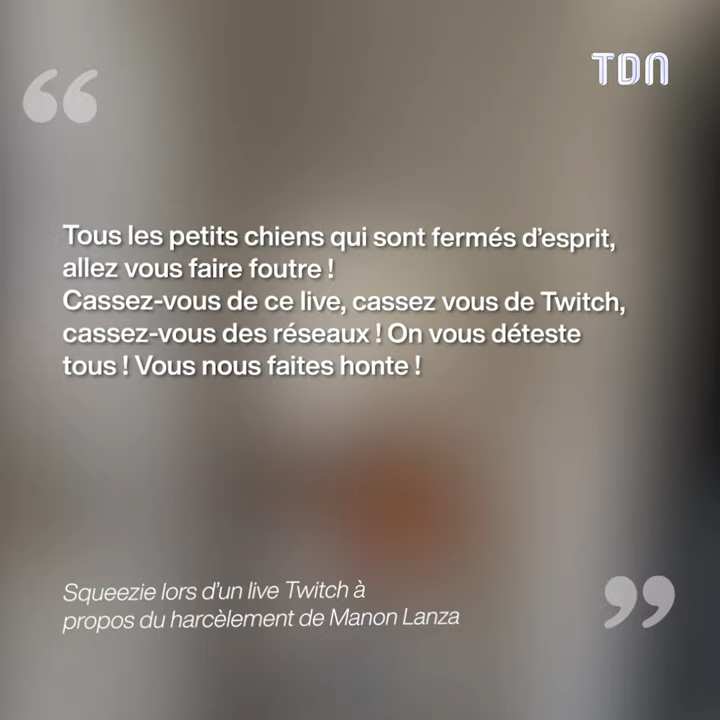 TDN
Tous les petits chiens qui sont fermés d’esprit,
allez vous faire foutre !
Cassez-vous de ce live, cassez vous de Twitch,
cassez-vous des réseaux ! On vous déteste
tous ! Vous nous faites honte !
Squeezie lors d’un live Twitch à
propos du harcèlement de Manon Lanza